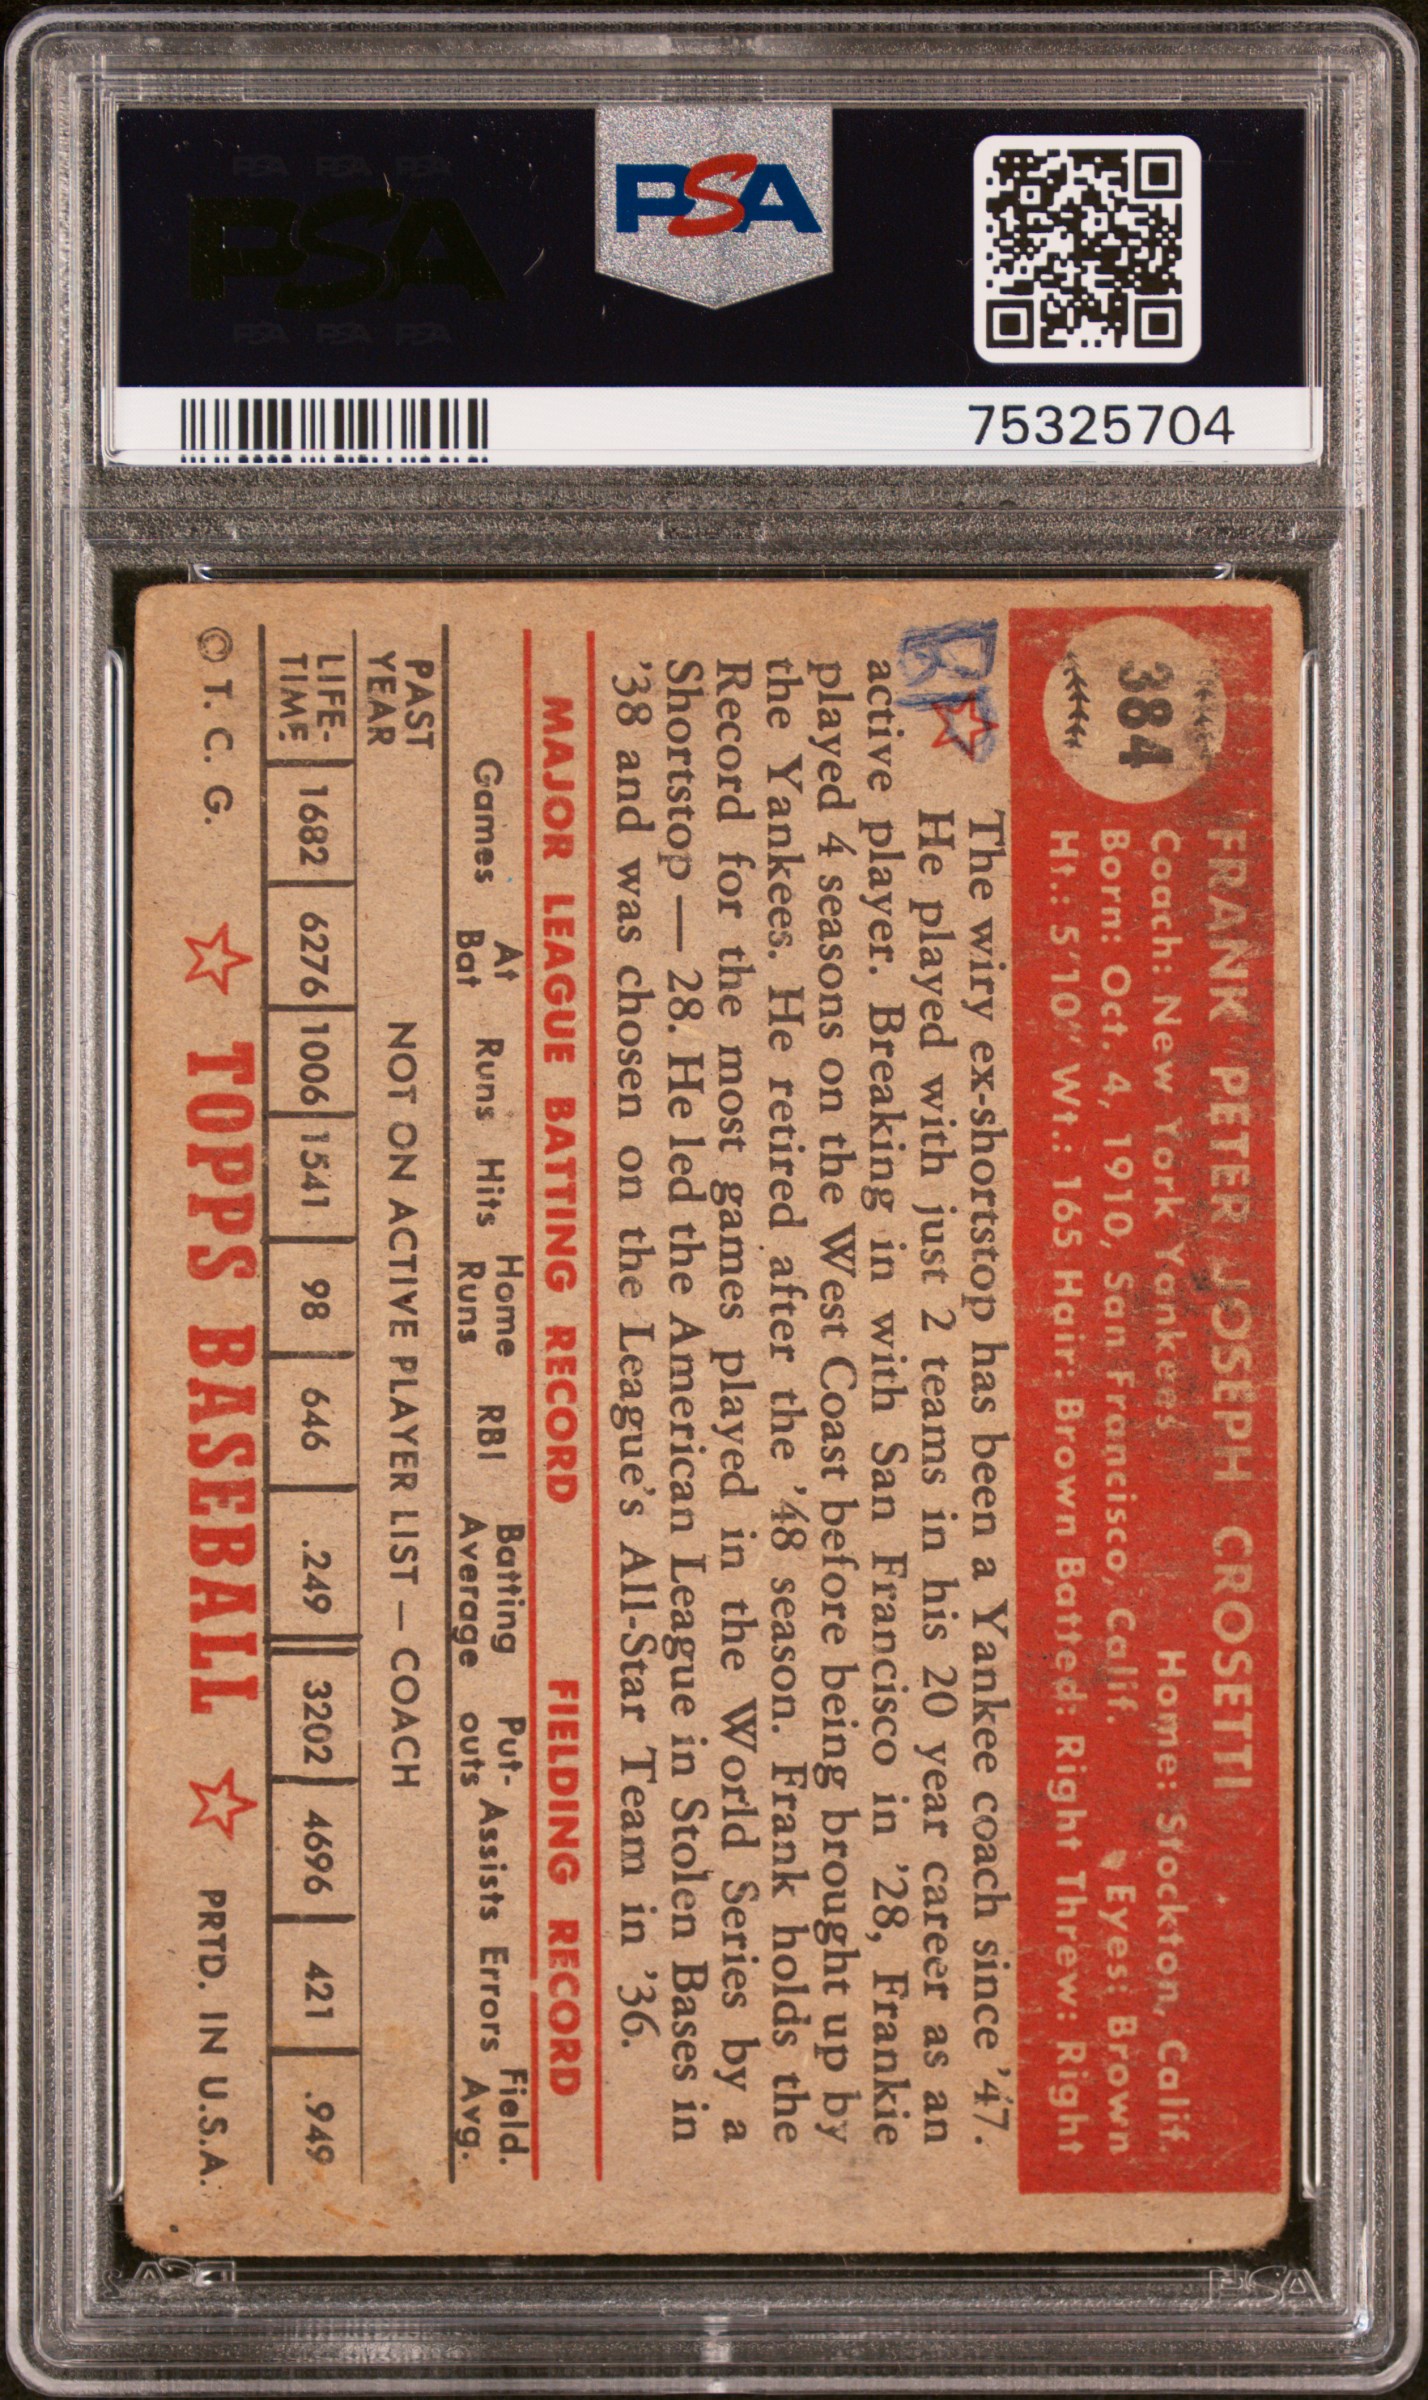 PSA
PSA PSA PSA
PSA
PSA PSA PSA
75325704
384
FRANK PETER JOSEPH CROSETTI
Coach: New York Yankees Home: Stockton, Calif.
Born: Oct. 4, 1910, San Francisco, Calif. Eyes: Brown
Ht.: 5'10" Wt.: 165 Hair: Brown Batted: Right Threw: Right
The wiry ex-shortstop has been a Yankee coach since '47.
He played with just 2 teams in his 20 year career as an
active player. Breaking in with San Francisco in '28, Frankie
played 4 seasons on the West Coast before being brought up by
the Yankees. He retired after the '48 season. Frank holds the
Record for the most games played in the World Series by a
Shortstop — 28. He led the American League in Stolen Bases in
'38 and was chosen on the League's All-Star Team in '36.
MAJOR LEAGUE BATTING RECORD FIELDING RECORD
Games At Bat Runs Hits Home Runs RBI Batting Average Put-outs Assists Errors Field. Avg.
PAST YEAR NOT ON ACTIVE PLAYER LIST — COACH
LIFE-TIME 1682 6276 1006 1541 98 646 .249 3202 4696 421 .949
© T. C. G. TOPPS BASEBALL PRTD. IN U.S.A.
PSA
PSA